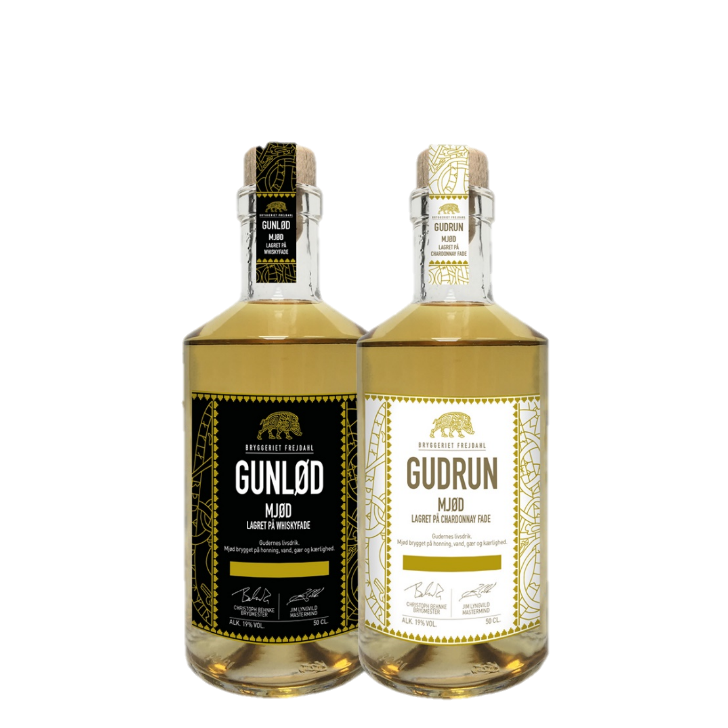 BRYGGERIET FREJDAHL
GUNLØD
MJØD
LAGRET PÅ
WHISKYFADE
BRYGGERIET FREJDAHL
GUNLØD
MJØD
LAGRET PÅ WHISKYFADE
Gudernes livsdrik.
Mjød brygget på honning, vand, gær og kærlighed.
CHRISTOPH BEHNKE
BRYGMESTER
JIM LYNGVILD
MASTERMIND
ALK. 19% VOL.
50 CL.
GUDRUN
MJØD
LAGRET PÅ
CHARDONNAY FADE
BRYGGERIET FREJDAHL
GUDRUN
MJØD
LAGRET PÅ CHARDONNAY FADE
Gudernes livsdrik.
Mjød brygget på honning, vand, gær og kærlighed.
CHRISTOPH BEHNKE
BRYGMESTER
JIM LYNGVILD
MASTERMIND
ALK. 19% VOL.
50 CL.